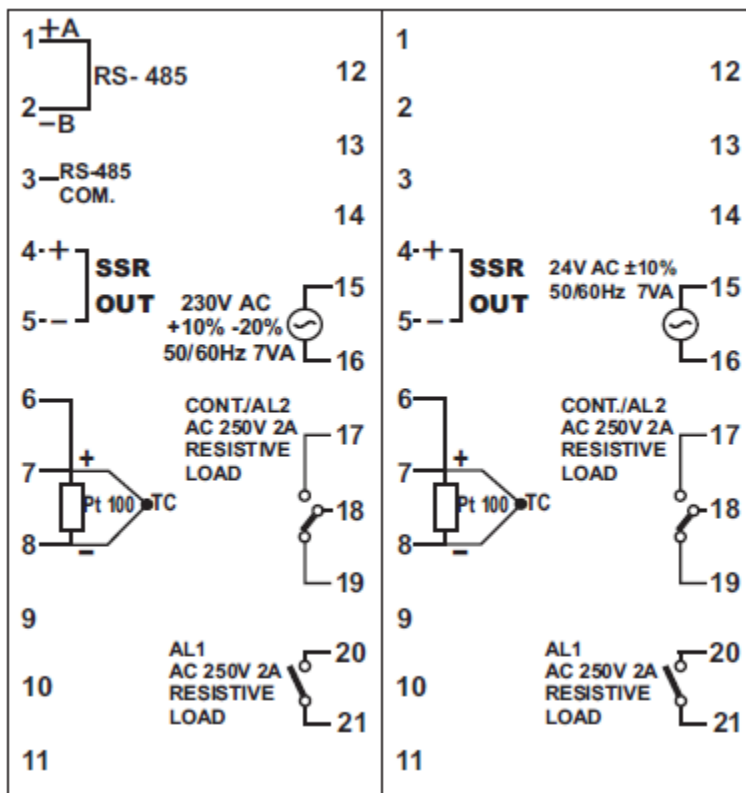 1 +A
RS- 485
12
2
–B
13
3 RS-485
COM.
14
4 +
SSR
OUT
15
230V AC
+10% -20%
5 –
50/60Hz 7VA
16
6
CONT./AL2
AC 250V 2A
RESISTIVE
LOAD
17
7 +
Pt 100
TC
18
8 –
19
9
AL1
AC 250V 2A
RESISTIVE
LOAD
20
10
21
11
1
12
2
13
3
14
4 +
SSR
OUT
24V AC ±10%
50/60Hz 7VA
15
5 –
16
6
CONT./AL2
AC 250V 2A
RESISTIVE
LOAD
17
7 +
Pt 100
TC
18
8 –
19
9
AL1
AC 250V 2A
RESISTIVE
LOAD
20
10
21
11